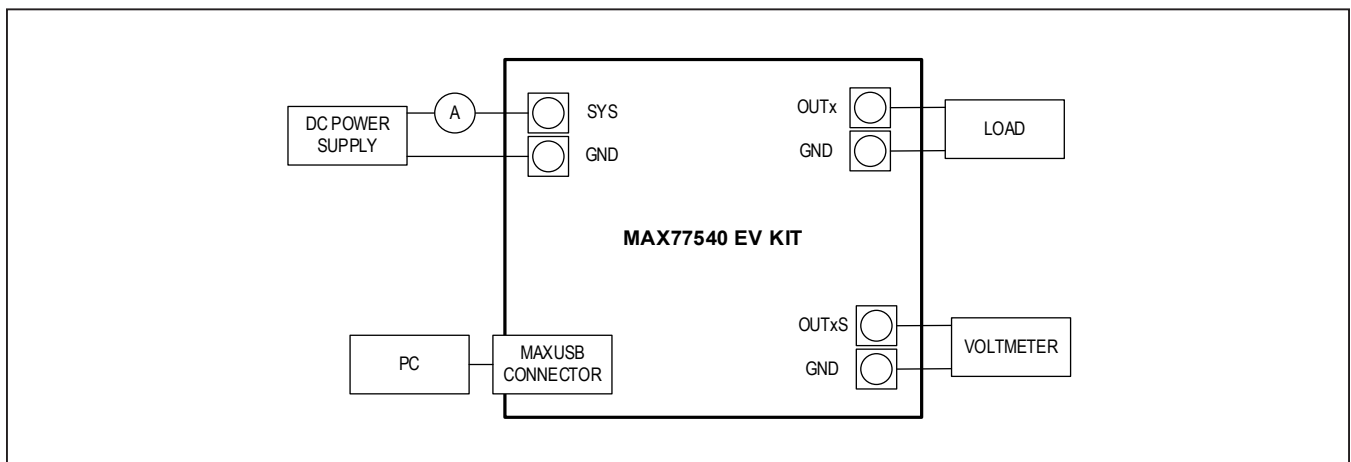 DC POWER
SUPPLY
A
SYS
GND
OUTx
GND
LOAD
MAX77540 EV KIT
PC
MAXUSB
CONNECTOR
OUTxS
GND
VOLTMETER